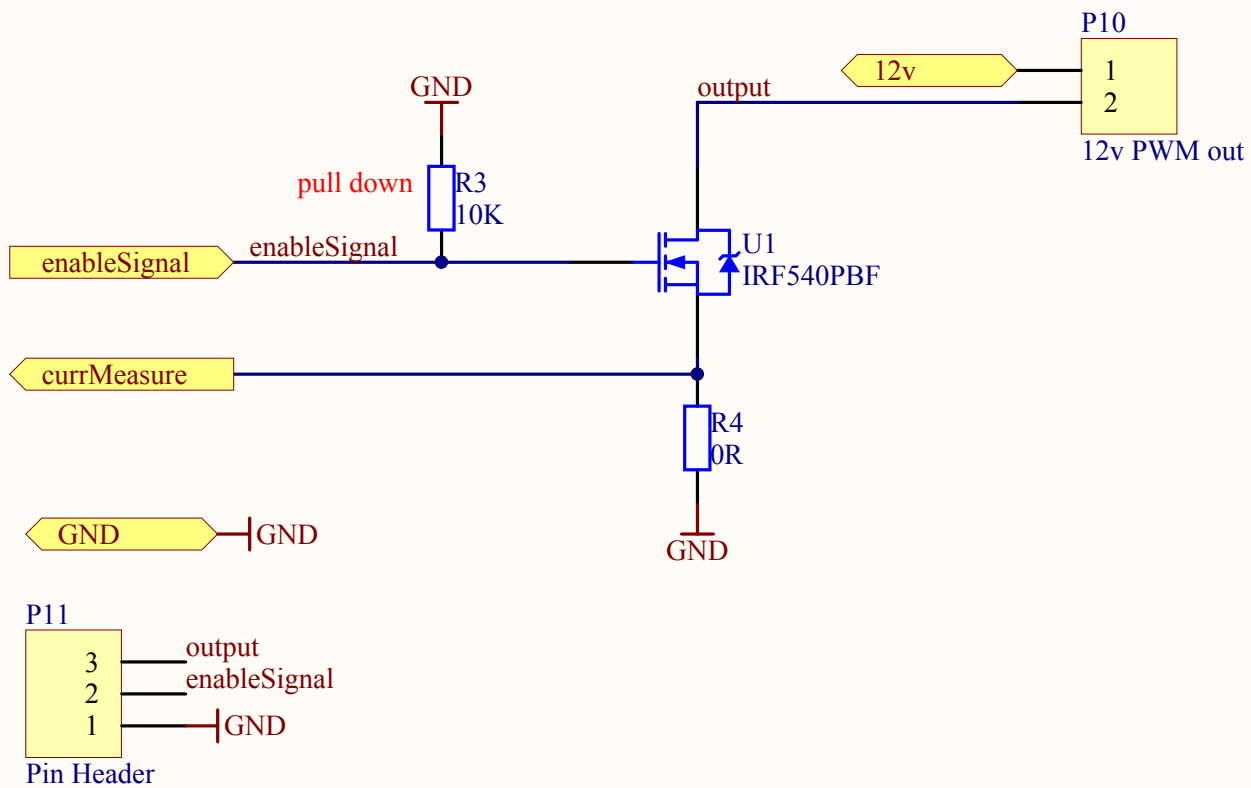 P10
12v
1
2
12v PWM out
output
GND
pull down
R3
10K
enableSignal
enableSignal
U1
IRF540PBF
currMeasure
R4
0R
GND
GND
GND
P11
3
output
2
enableSignal
1
GND
Pin Header